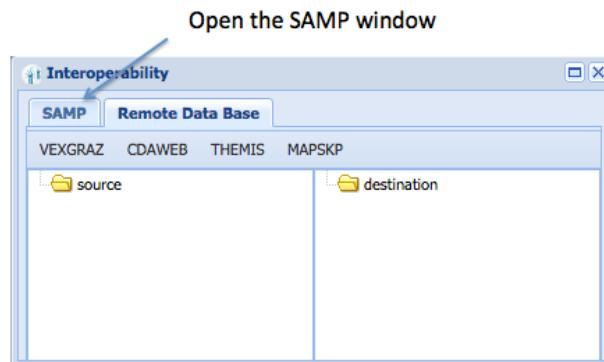 Open the SAMP window
Interoperability
SAMP Remote Data Base
VEXGRAZ CDAWEB THEMIS MAPSKP
source destination